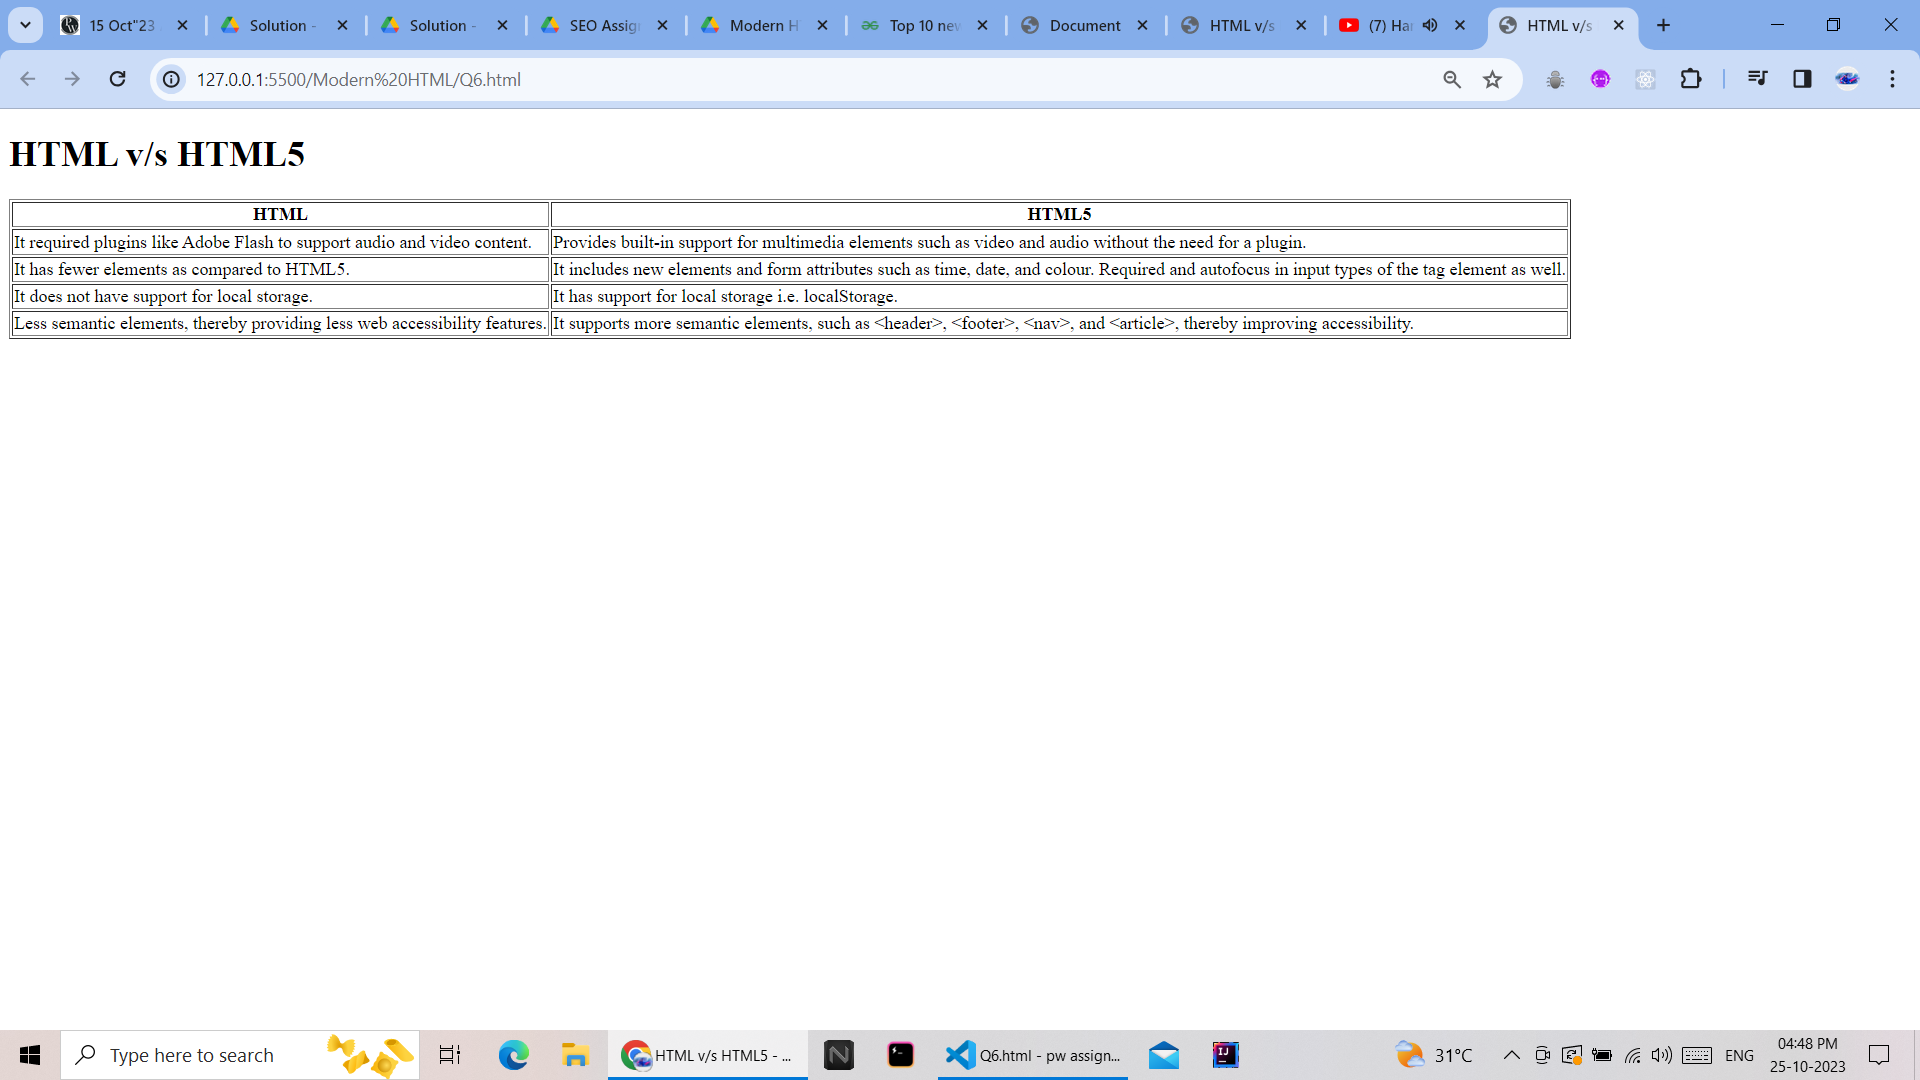 15 Oct"23
Solution -
Solution -
SEO Assig
Modern H
Top 10 new
Document
HTML v/s
(7) Har
HTML v/s
127.0.0.1:5500/Modern%20HTML/Q6.html
HTML v/s HTML5
HTML HTML5
It required plugins like Adobe Flash to support audio and video content. Provides built-in support for multimedia elements such as video and audio without the need for a plugin.
It has fewer elements as compared to HTML5. It includes new elements and form attributes such as time, date, and colour. Required and autofocus in input types of the tag element as well.
It does not have support for local storage. It has support for local storage i.e. localStorage.
Less semantic elements, thereby providing less web accessibility features. It supports more semantic elements, such as <header>, <footer>, <nav>, and <article>, thereby improving accessibility.
Type here to search
HTML v/s HTML5 - ...
Q6.html - pw assign...
31°C
ENG
04:48 PM
25-10-2023